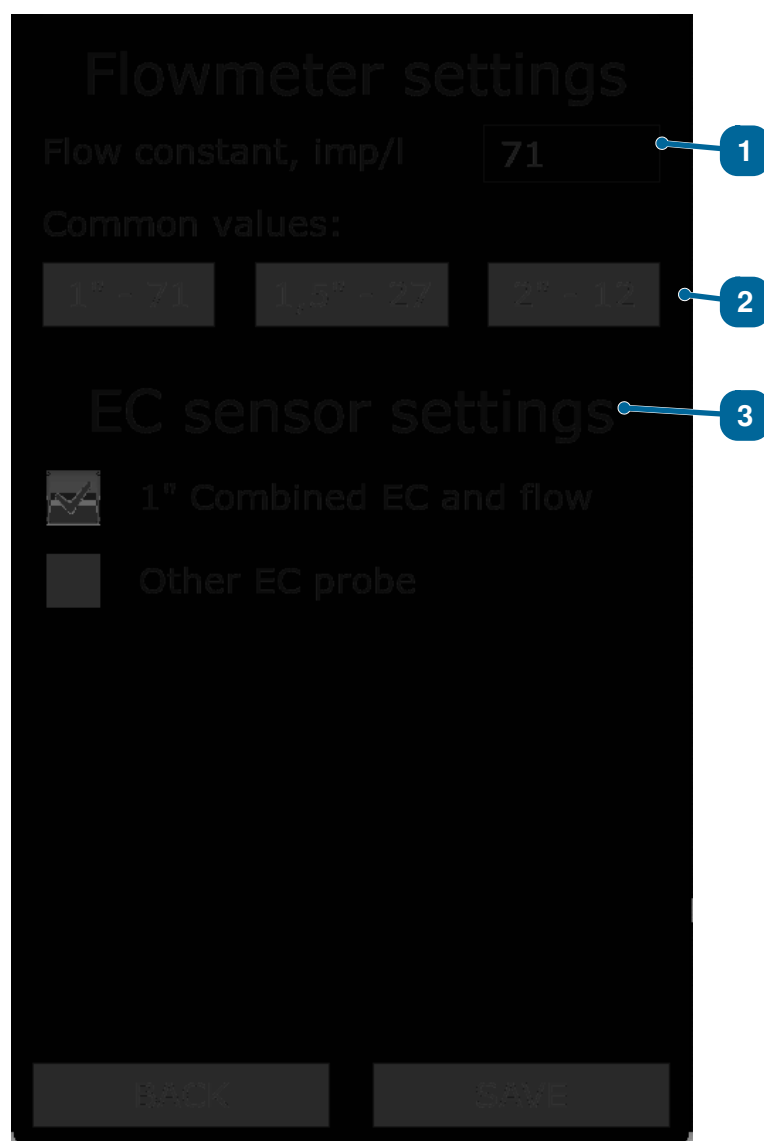 Flowmeter settings
Flow constant, imp/l 71 1
Common values:
1" - 71 1,5" - 27 2" - 12 2
EC sensor settings 3
1" Combined EC and flow
Other EC probe
BACK SAVE